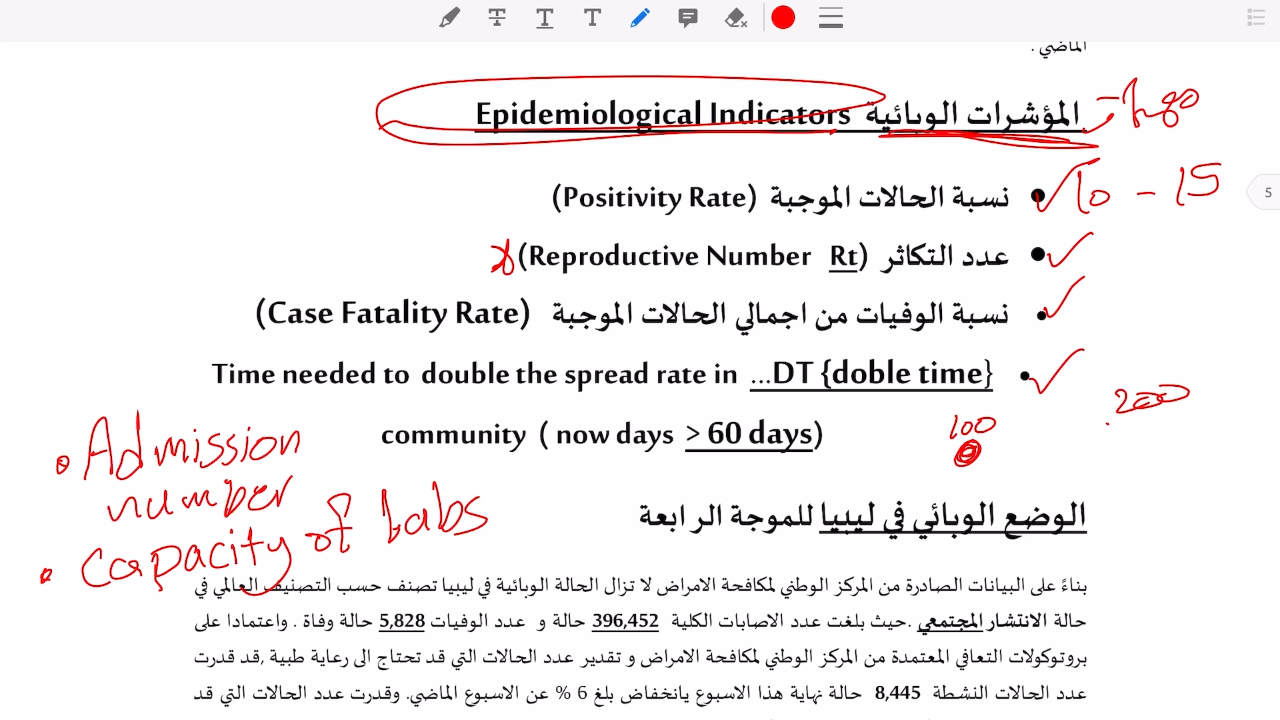 الماضي .
المؤشرات الوبائية Epidemiological Indicators
• نسبة الحالات الموجبة (Positivity Rate) 10 - 15
• عدد التكاثر (Reproductive Number Rt)
• نسبة الوفيات من اجمالي الحالات الموجبة (Case Fatality Rate)
• Time needed to double the spread rate in ...DT {doble time}
200
community ( now days > 60 days)
100
• Admission
number
• Capacity of Labs
الوضع الوبائي في ليبيا للموجة الرابعة
بناءً على البيانات الصادرة من المركز الوطني لمكافحة الامراض لا تزال الحالة الوبائية في ليبيا تصنف حسب التصنيف العالمي في
حالة الانتشار المجتمعي .حيث بلغت عدد الاصابات الكلية 396,452 حالة و عدد الوفيات 5,828 حالة وفاة . واعتمادا على
بروتوكولات التعافي المعتمدة من المركز الوطني لمكافحة الامراض و تقدير عدد الحالات التي قد تحتاج الى رعاية طبية ,قد قدرت
عدد الحالات النشطة 8,445 حالة نهاية هذا الاسبوع يانخفاض بلغ 6 % عن الاسبوع الماضي. وقدرت عدد الحالات التي قد
5